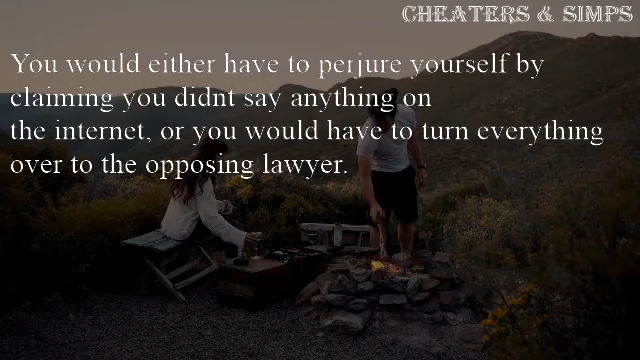 CHEATERS & SIMPS
You would either have to perjure yourself by
claiming you didnt say anything on
the internet, or you would have to turn everything
over to the opposing lawyer.